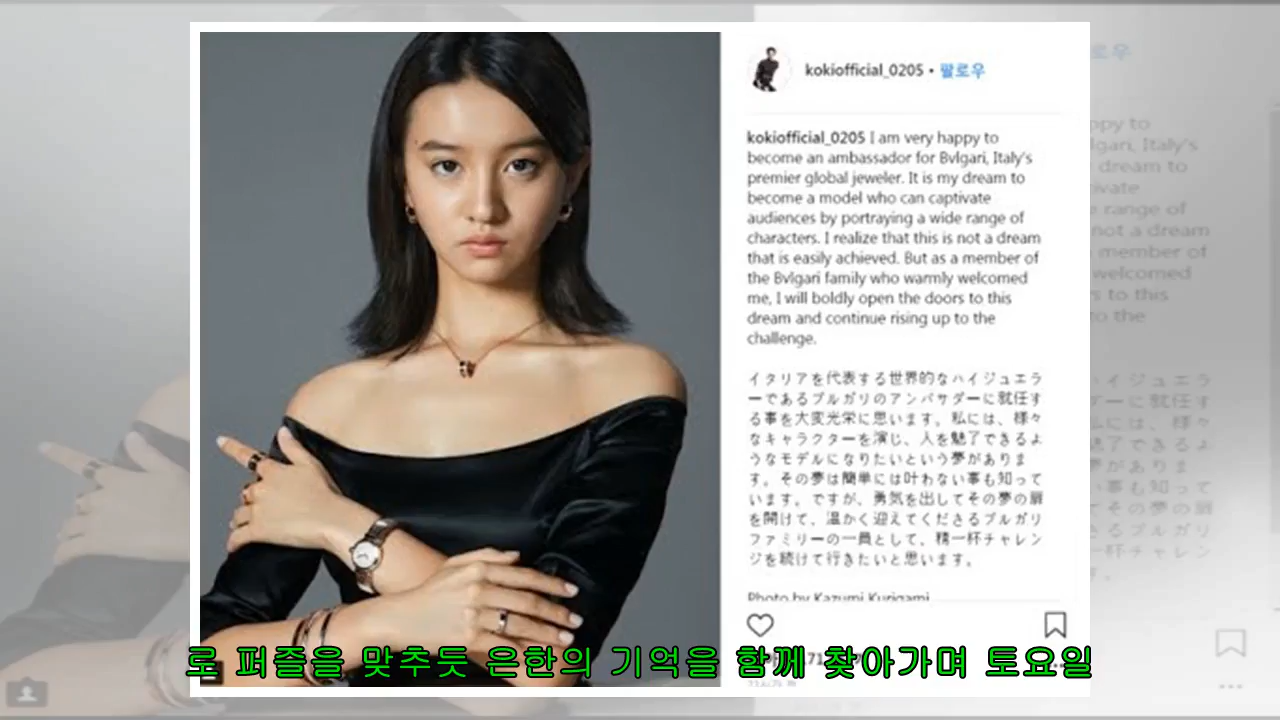 kokiofficial_0205 • 팔로우
kokiofficial_0205 I am very happy to
become an ambassador for Bvlgari, Italy's
premier global jeweler. It is my dream to
become a model who can captivate
audiences by portraying a wide range of
characters. I realize that this is not a dream
that is easily achieved. But as a member of
the Bvlgari family who warmly welcomed
me, I will boldly open the doors to this
dream and continue rising up to the
challenge.
イタリアを代表する世界的なハイジュエラ
ーであるブルガリのアンバサダーに就任す
る事を大変光栄に思います。私には、様々
なキャラクターを演じ、人を魅了できるよ
うなモデルになりたいという夢がありま
す。その夢は簡単には叶わない事も知って
います。ですが、勇気を出してその夢の扉
を開けて、温かく迎えてくださるブルガリ
ファミリーの一員として、精一杯チャレン
ジを続けて行きたいと思います。
Photo by Kazumi Kurigami
로 퍼즐을 맞추듯 은한의 기억을 함께 찾아가며 토요일